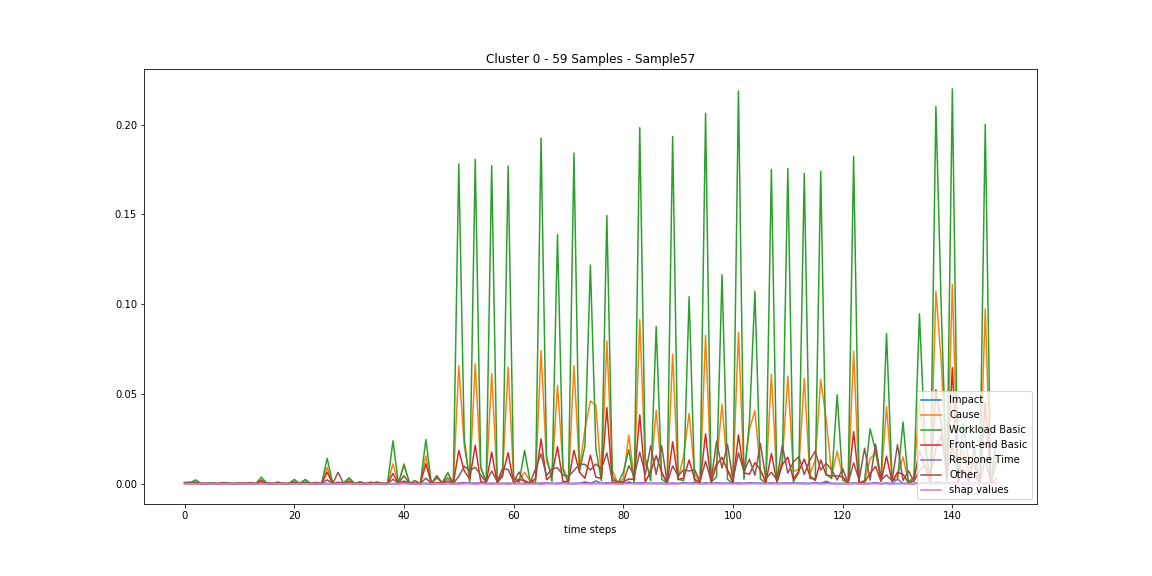 Cluster 0 - 59 Samples - Sample57
0.20
0.15
0.10
0.05
0.00
0 20 40 60 80 100 120 140
time steps
Impact
Cause
Workload Basic
Front-end Basic
Respone Time
Other
shap values